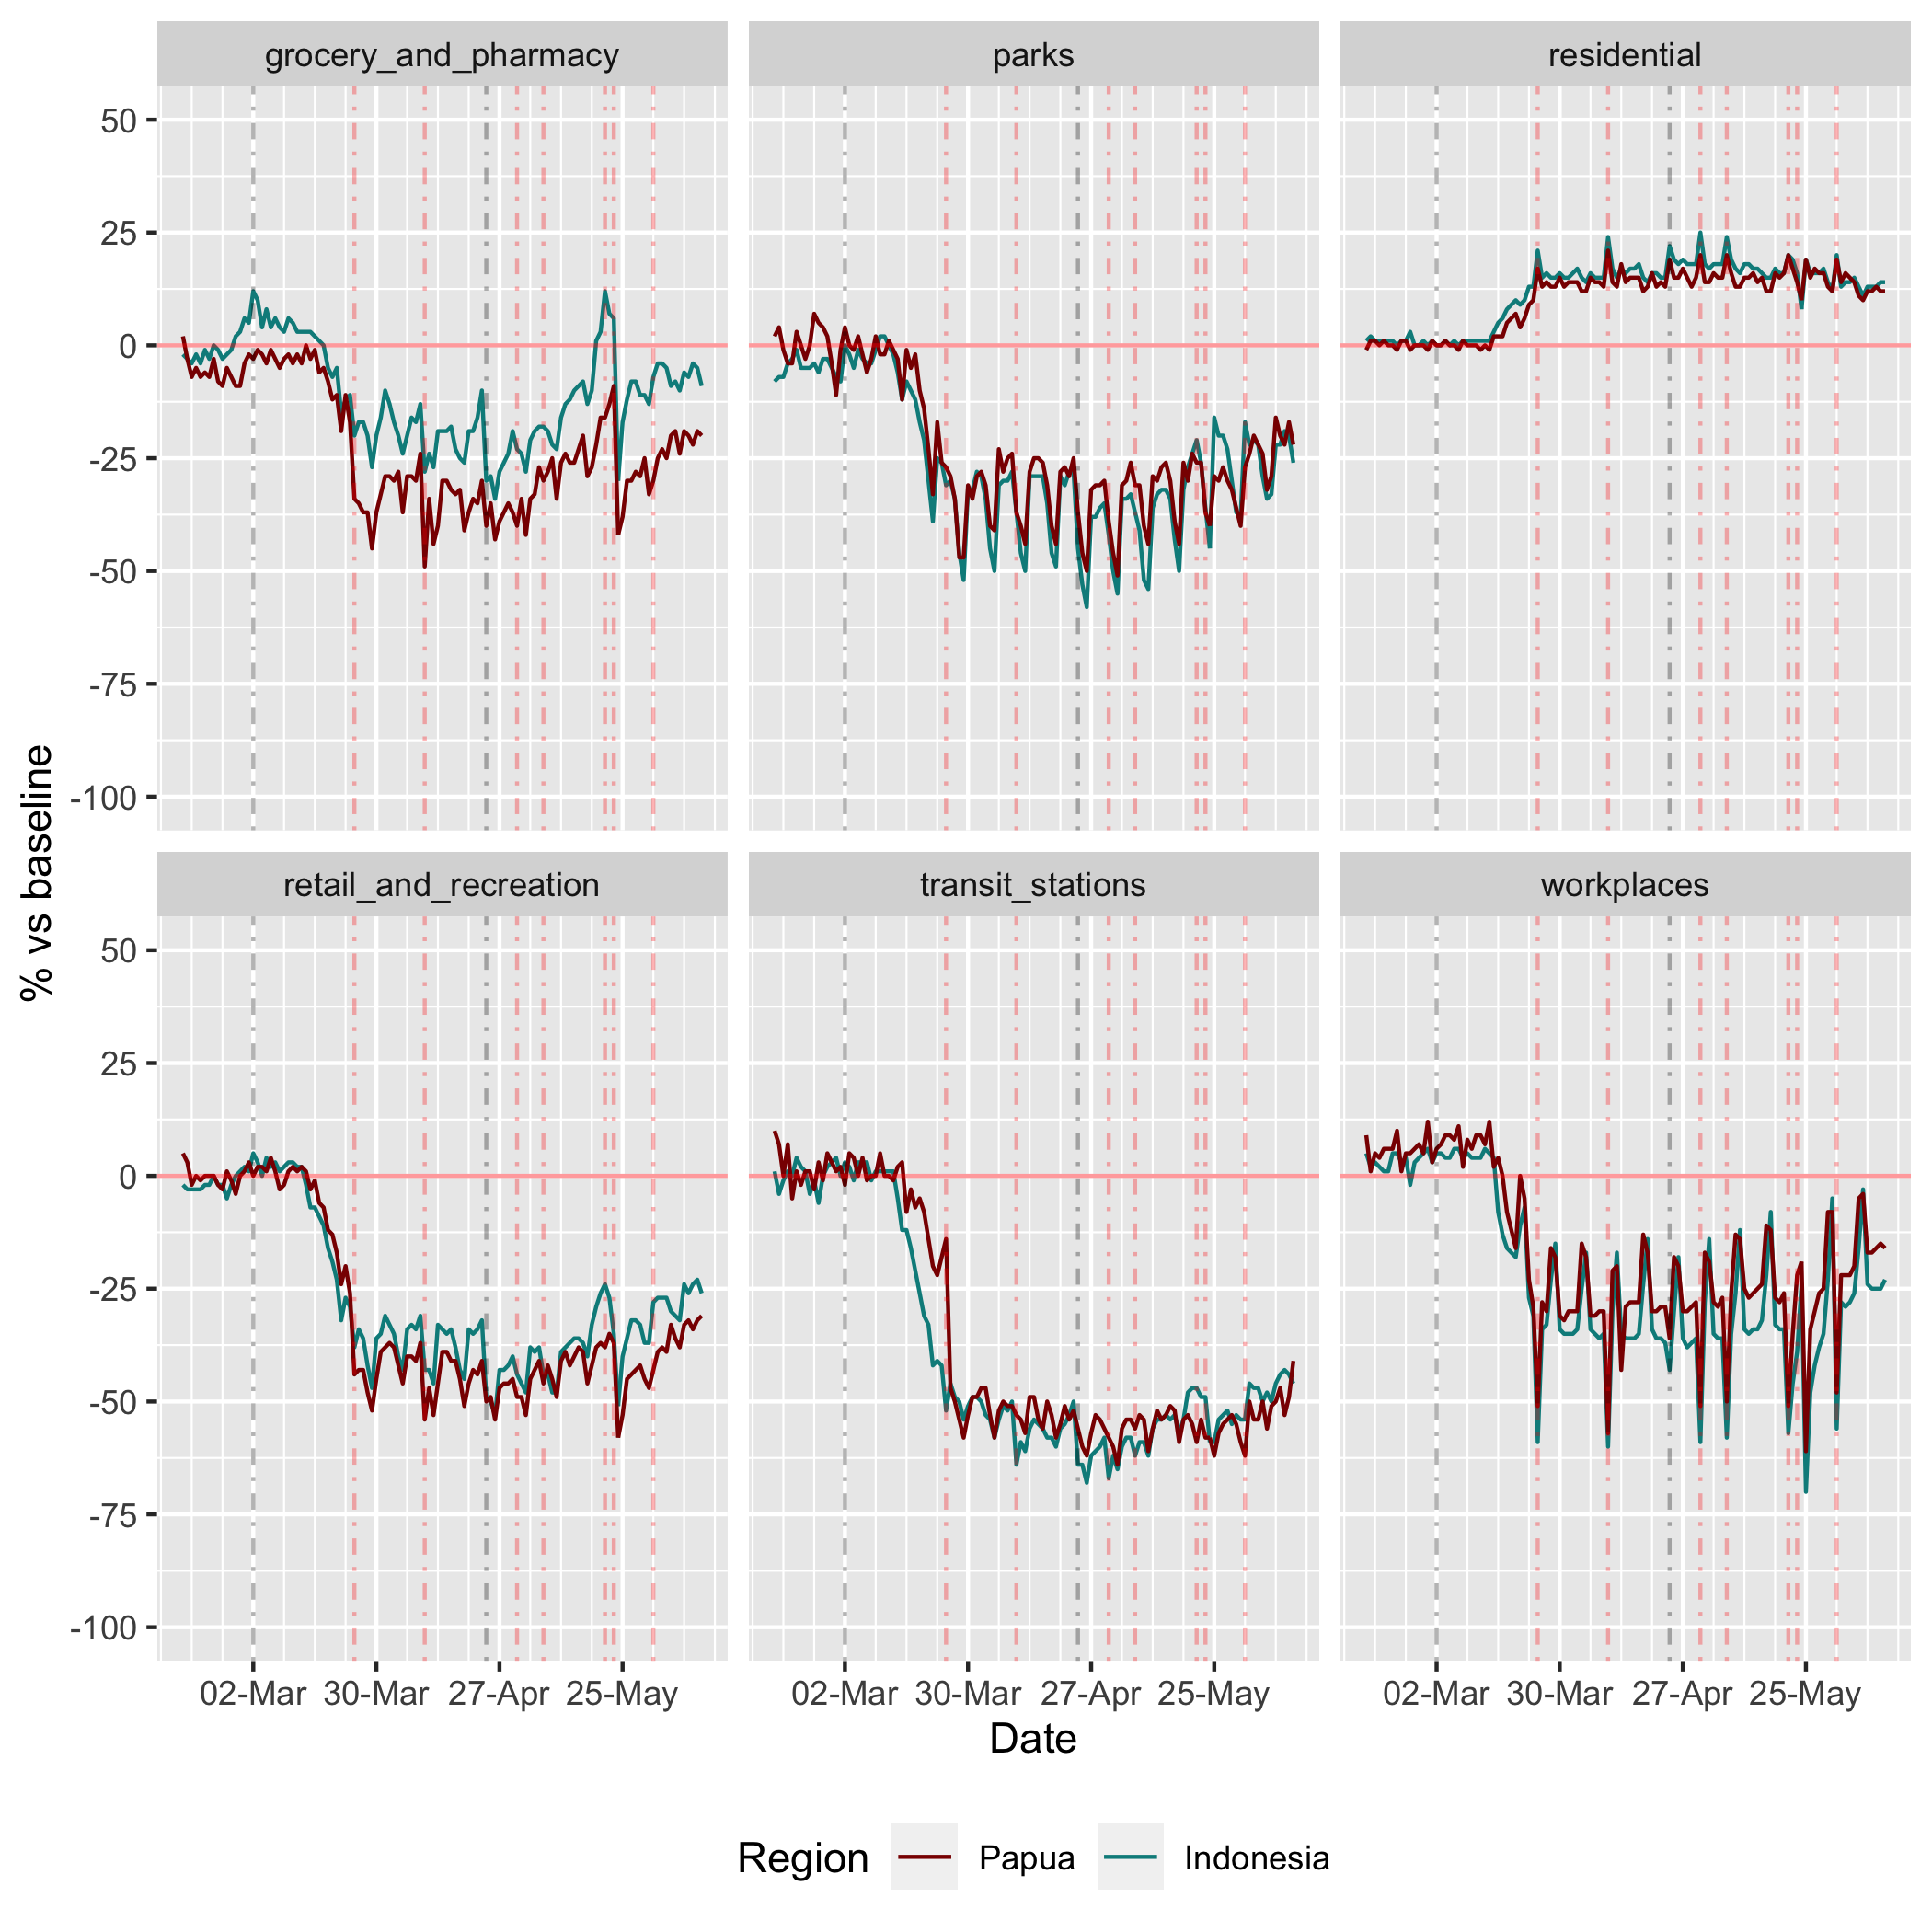 grocery_and_pharmacy parks residential
50
25
0
-25
-50
-75
-100
% vs baseline
retail_and_recreation transit_stations workplaces
50
25
0
-25
-50
-75
-100
02-Mar 30-Mar 27-Apr 25-May 02-Mar 30-Mar 27-Apr 25-May 02-Mar 30-Mar 27-Apr 25-May
Date
Region Papua Indonesia